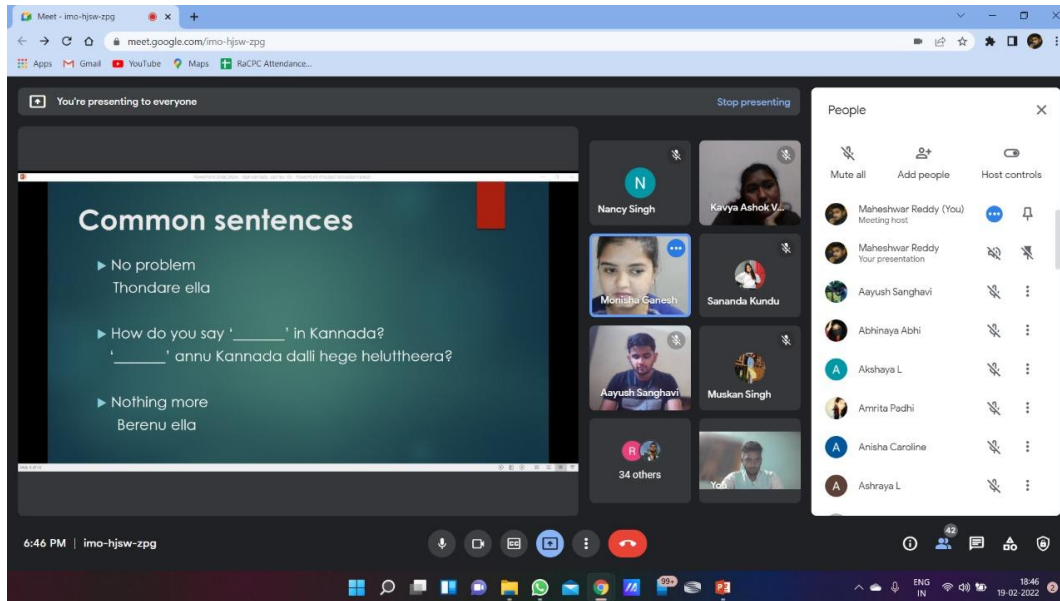 Meet - imo-hjsw-zpg
meet.google.com/imo-hjsw-zpg
Apps Gmail YouTube Maps RaCPC Attendance...
You're presenting to everyone
Stop presenting
Common sentences
No problem
Thondare ella
How do you say ‘_______’ in Kannada?
‘_______’ annu Kannada dalli hege heluttheera?
Nothing more
Berenu ella
N
Nancy Singh
Kavya Ashok V...
Monisha Ganesh
Sananda Kundu
Aayush Sanghavi
Muskan Singh
R
34 others
You
People
Mute all
Add people
Host controls
Maheshwar Reddy (You)
Meeting host
Maheshwar Reddy
Your presentation
Aayush Sanghavi
Abhinaya Abhi
A
Akshaya L
Amrita Padhi
A
Anisha Caroline
A
Ashraya L
6:46 PM | imo-hjsw-zpg
CC
42
99+
ENG
IN
18:46
19-02-2022
2